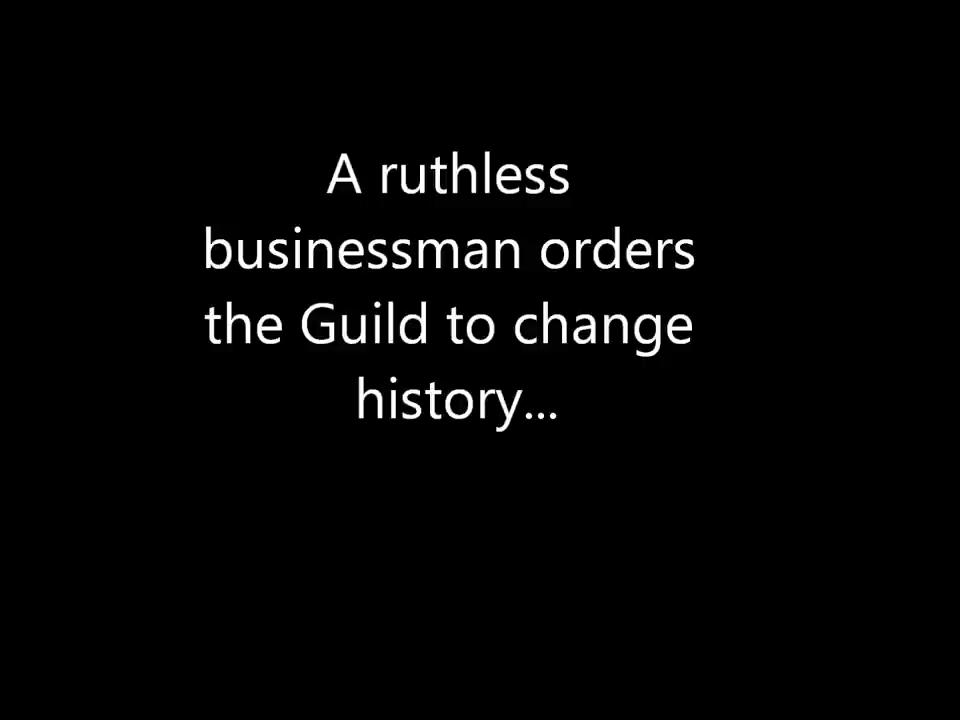 A ruthless
businessman orders
the Guild to change
history...